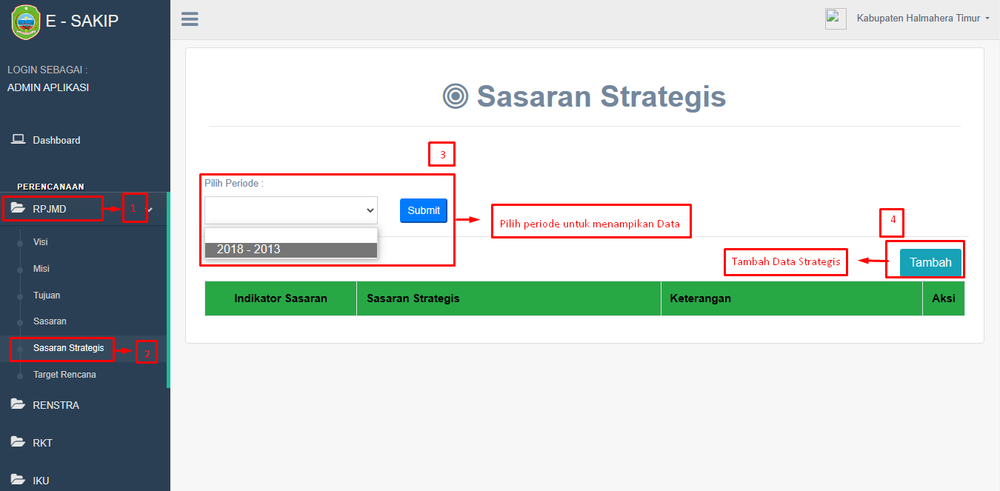 E - SAKIP
Kabupaten Halmahera Timur
LOGIN SEBAGAI :
ADMIN APLIKASI
Dashboard
PERENCANAAN
RPJMD
1
Visi
Misi
Tujuan
Sasaran
Sasaran Strategis
2
Target Rencana
RENSTRA
RKT
IKU
Sasaran Strategis
3
Pilih Periode :
Submit
2018 - 2013
Pilih periode untuk menampikan Data
4
Tambah Data Strategis
Tambah
Indikator Sasaran Sasaran Strategis Keterangan Aksi